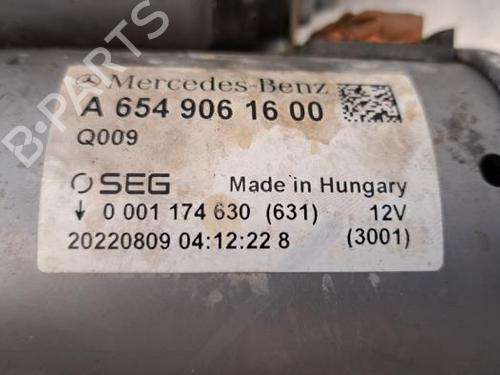 Mercedes-Benz
A 654 906 16 00
Q009
SEG Made in Hungary
0 001 174 630 (631) 12V
20220809 04:12:22 8 (3001)
B-PARTS